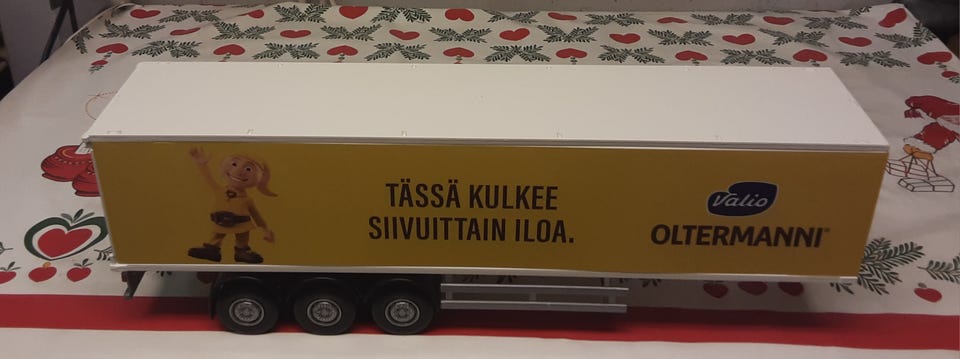 TÄSSÄ KULKEE
SIIVUITTAIN ILOA.
Valio
OLTERMANNI®